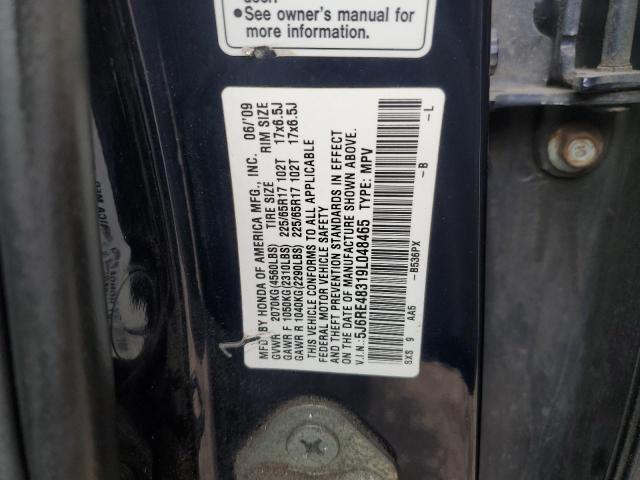 See owner's manual for
more information.
MFD. BY HONDA OF AMERICA MFG., INC. 06/'09
GVWR 2070KG(4560LBS) TIRE SIZE RIM SIZE
GAWR F 1050KG(2310LBS) 225/65R17 102T 17x6.5J
GAWR R 1040KG(2290LBS) 225/65R17 102T 17x6.5J
THIS VEHICLE CONFORMS TO ALL APPLICABLE
FEDERAL MOTOR VEHICLE SAFETY
AND THEFT PREVENTION STANDARDS IN EFFECT
ON THE DATE OF MANUFACTURE SHOWN ABOVE.
V.I.N.: 5J6RE48319L048465 TYPE: MPV
SXS 9 AA5 -B536PX -B -L